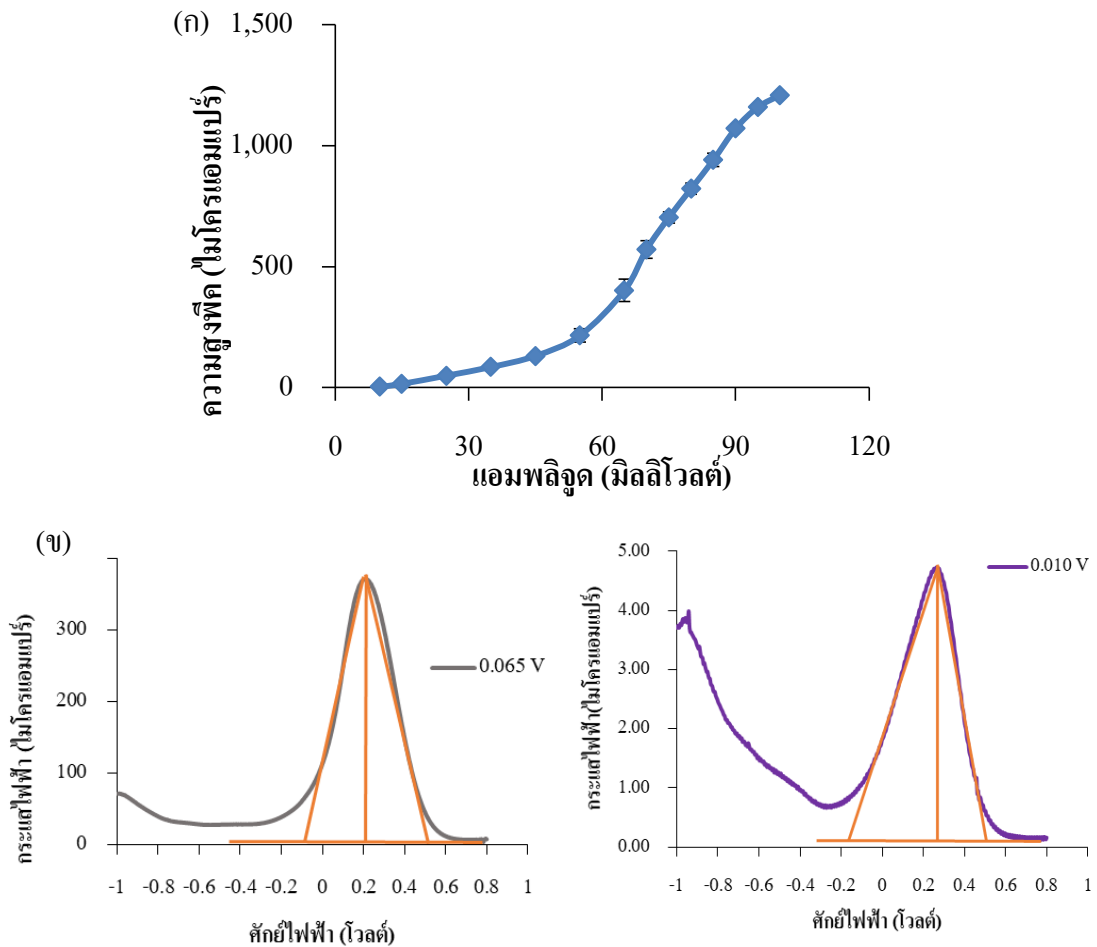 (ก)
ความสูงพีค (ไมโครแอมแปร์)
1,500
1,000
500
0
0 30 60 90 120
แอมพลิจูด (มิลลิโวลต์)
(ข)
กระแสไฟฟ้า (ไมโครแอมแปร์)
300
200
100
0
-1 -0.8 -0.6 -0.4 -0.2 0 0.2 0.4 0.6 0.8 1
0.065 V
ศักย์ไฟฟ้า (โวลต์)
กระแสไฟฟ้า(ไมโครแอมแปร์)
5.00
4.00
3.00
2.00
1.00
0.00
-1 -0.8 -0.6 -0.4 -0.2 0 0.2 0.4 0.6 0.8 1
0.010 V
ศักย์ไฟฟ้า (โวลต์)